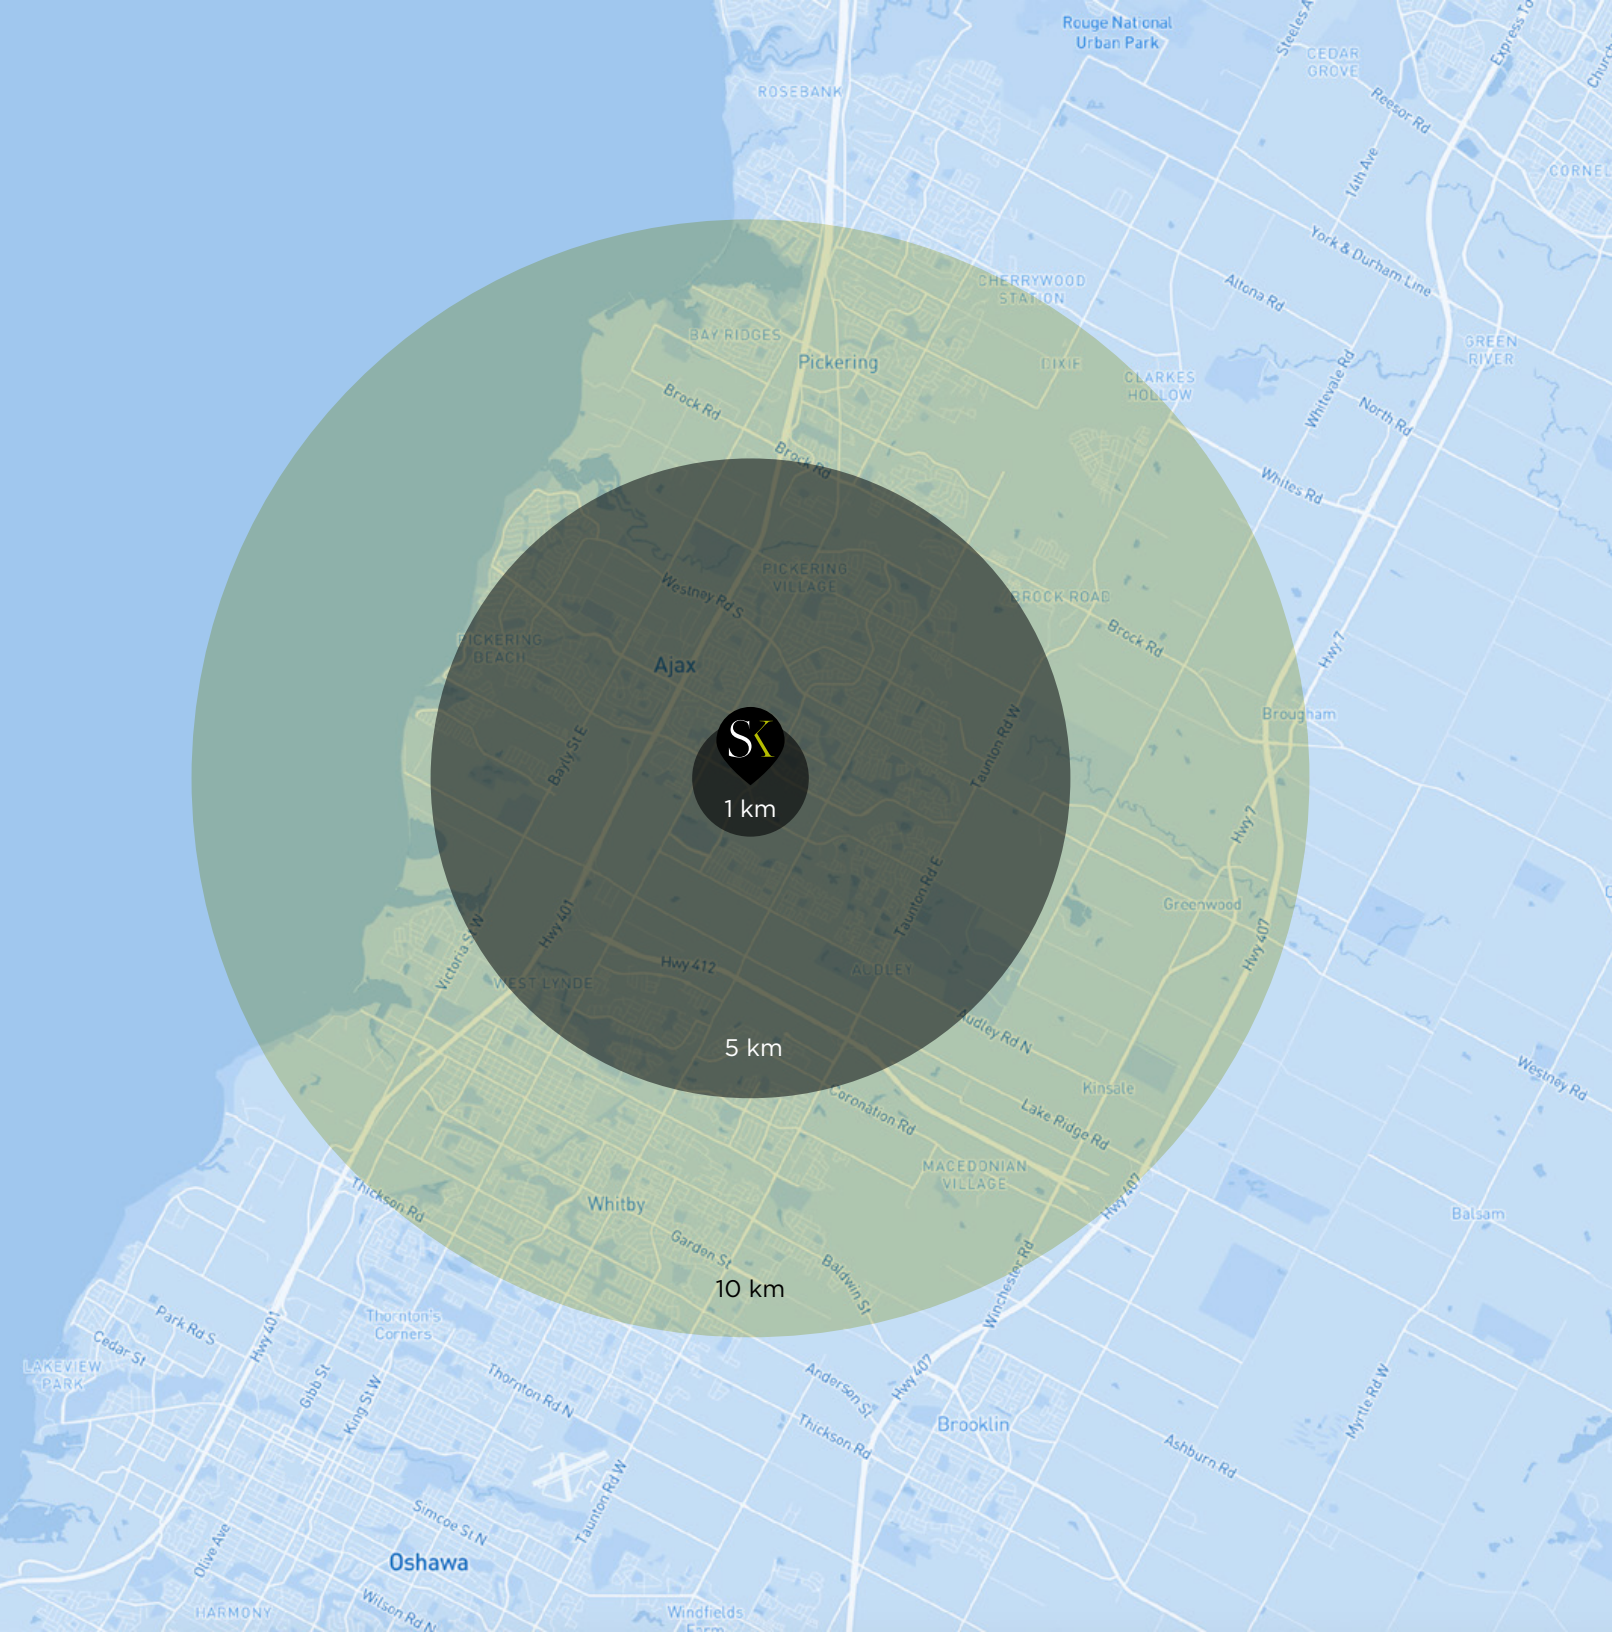 Rouge National
Urban Park
Steeles A
Express To
CEDAR
GROVE
ROSEBANK
Reesor Rd
14th Ave
CORNEL
York & Durham Line
CHERRYWOOD
STATION
Altona Rd
BAY RIDGES
Pickering
DIXIE
GREEN
RIVER
CLARKES
HOLLOW
Whitevale Rd
North Rd
Brock Rd
Brock Rd
Whites Rd
PICKERING
VILLAGE
Westney Rd S
BROCK ROAD
Brock Rd
Hwy 7
PICKERING
BEACH
Ajax
Brougham
Taunton Rd W
Bayly St E
SK
1 km
Hwy 7
Taunton Rd E
Greenwood
Hwy 401
Victoria St W
Hwy 407
Hwy 412
AUDLEY
WEST LYNDE
Audley Rd N
5 km
Kinsale
Westney Rd
Coronation Rd
Lake Ridge Rd
MACEDONIAN
VILLAGE
Hwy 407
Thickson Rd
Whitby
Balsam
Garden St
Baldwin St
Winchester Rd
10 km
Park Rd S
Hwy 401
Thornton's
Corners
Cedar St
LAKEVIEW
PARK
Gibb St
King St W
Thornton Rd N
Anderson St
Hwy 407
Myrtle Rd W
Thickson Rd
Brooklin
Ashburn Rd
Taunton Rd W
Simcoe St N
Olive Ave
Oshawa
HARMONY
Wilson Rd N
Windfields
Farm